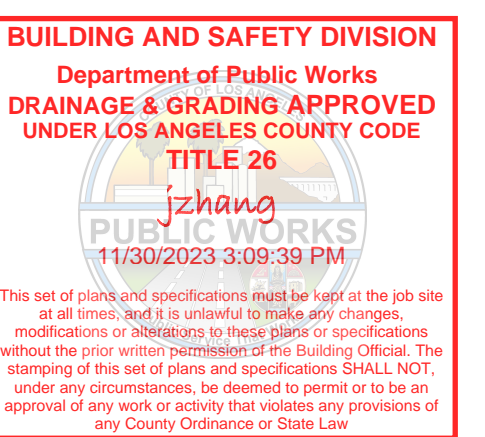 BUILDING AND SAFETY DIVISION
Department of Public Works
DRAINAGE & GRADING APPROVED
UNDER LOS ANGELES COUNTY CODE
TITLE 26
jzhang
11/30/2023 3:09:39 PM
This set of plans and specifications must be kept at the job site
at all times, and it is unlawful to make any changes,
modifications or alterations to these plans or specifications
without the prior written permission of the Building Official. The
stamping of this set of plans and specifications SHALL NOT,
under any circumstances, be deemed to permit or to be an
approval of any work or activity that violates any provisions of
any County Ordinance or State Law
COUNTY OF LOS ANGELES
PUBLIC WORKS